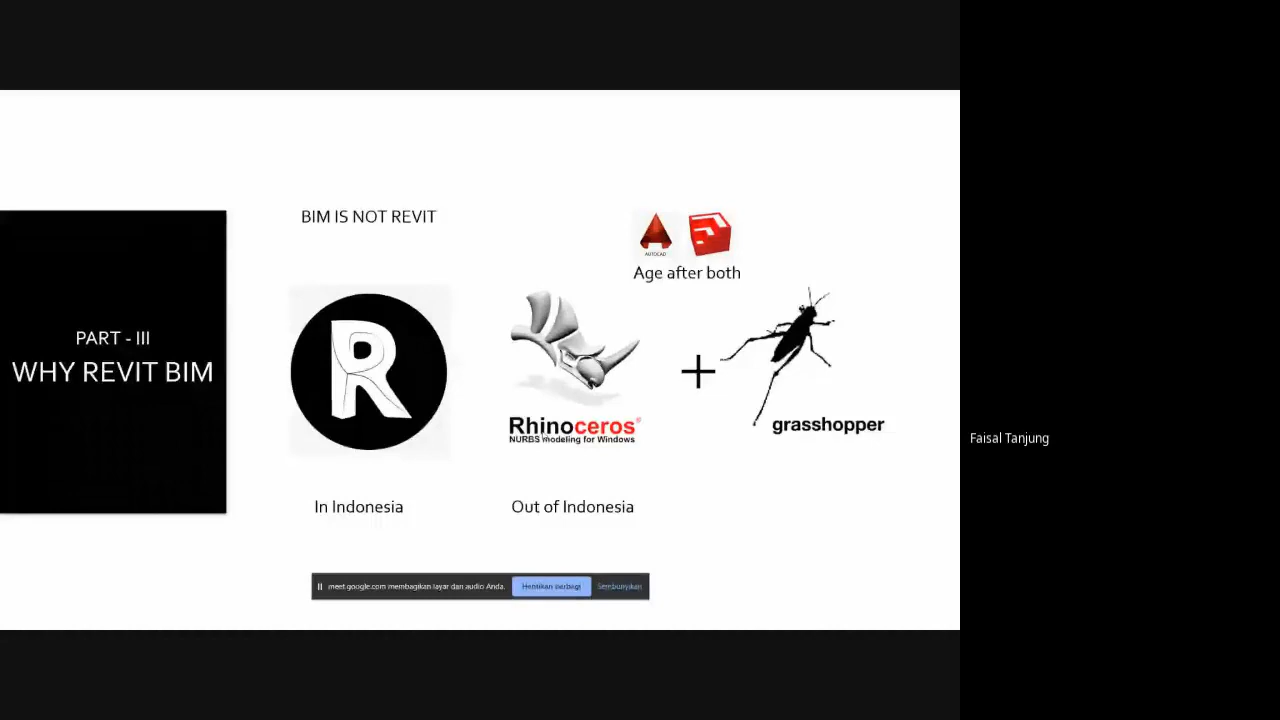 PART - III
WHY REVIT BIM
BIM IS NOT REVIT
AUTOCAD
Age after both
R
Rhinoceros®
NURBS modeling for Windows
+
grasshopper
In Indonesia
Out of Indonesia
meet.google.com membagikan layar dan audio Anda.
Hentikan berbagi
Sembunyikan
Faisal Tanjung